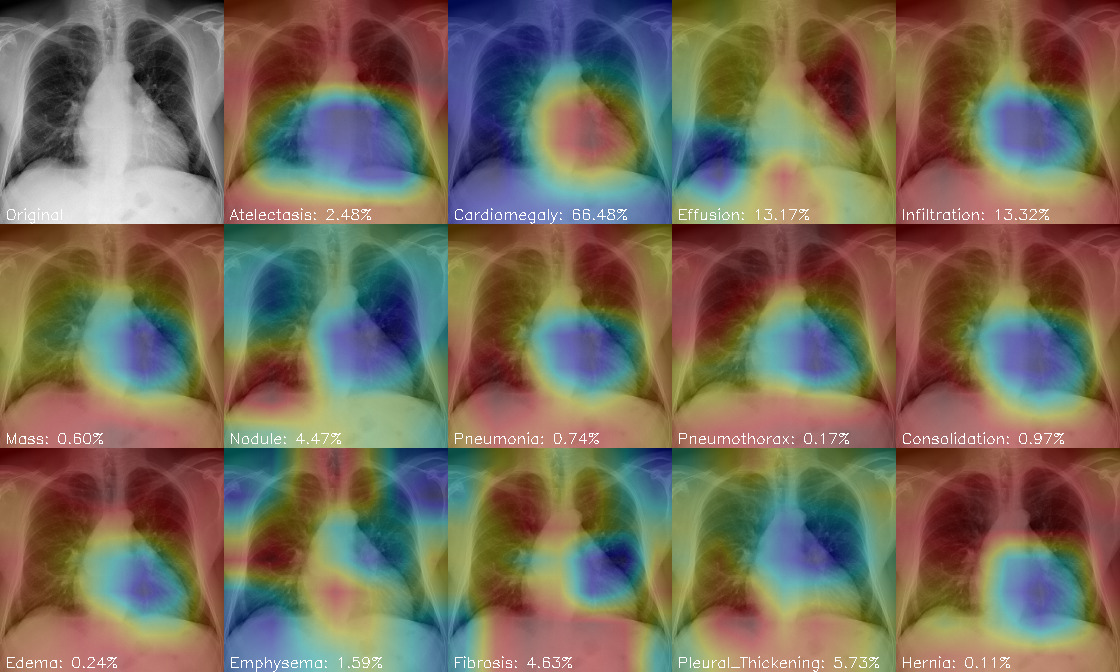 Original
Atelectasis: 2.48%
Cardiomegaly: 66.48%
Effusion: 13.17%
Infiltration: 13.32%
Mass: 0.60%
Nodule: 4.47%
Pneumonia: 0.74%
Pneumothorax: 0.17%
Consolidation: 0.97%
Edema: 0.24%
Emphysema: 1.59%
Fibrosis: 4.63%
Pleural_Thickening: 5.73%
Hernia: 0.11%